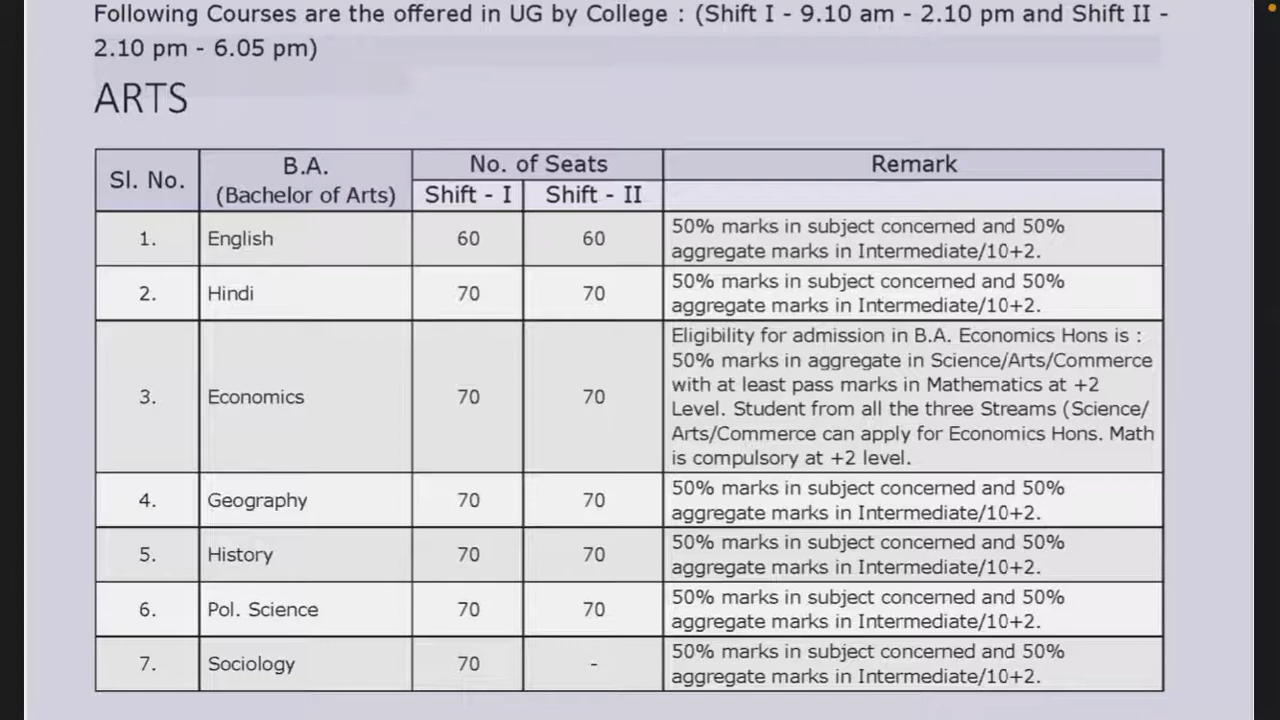 Following Courses are the offered in UG by College : (Shift I - 9.10 am - 2.10 pm and Shift II -
2.10 pm - 6.05 pm)
ARTS
Sl. No.
B.A.
(Bachelor of Arts)
No. of Seats
Remark
Shift - I
Shift - II
1.
English
60
60
50% marks in subject concerned and 50%
aggregate marks in Intermediate/10+2.
2.
Hindi
70
70
50% marks in subject concerned and 50%
aggregate marks in Intermediate/10+2.
3.
Economics
70
70
Eligibility for admission in B.A. Economics Hons is :
50% marks in aggregate in Science/Arts/Commerce
with at least pass marks in Mathematics at +2
Level. Student from all the three Streams (Science/
Arts/Commerce can apply for Economics Hons. Math
is compulsory at +2 level.
4.
Geography
70
70
50% marks in subject concerned and 50%
aggregate marks in Intermediate/10+2.
5.
History
70
70
50% marks in subject concerned and 50%
aggregate marks in Intermediate/10+2.
6.
Pol. Science
70
70
50% marks in subject concerned and 50%
aggregate marks in Intermediate/10+2.
7.
Sociology
70
-
50% marks in subject concerned and 50%
aggregate marks in Intermediate/10+2.